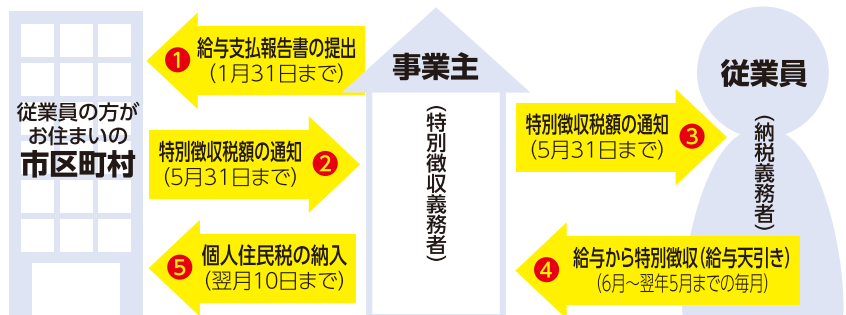 従業員の方が
お住まいの
市区町村
❶ 給与支払報告書の提出
(1月31日まで)
特別徴収税額の通知 ❷
(5月31日まで)
❺ 個人住民税の納入
(翌月10日まで)
事業主
(特別徴収義務者)
特別徴収税額の通知 ❸
(5月31日まで)
❹ 給与から特別徴収(給与天引き)
(6月〜翌年5月までの毎月)
従業員
(納税義務者)